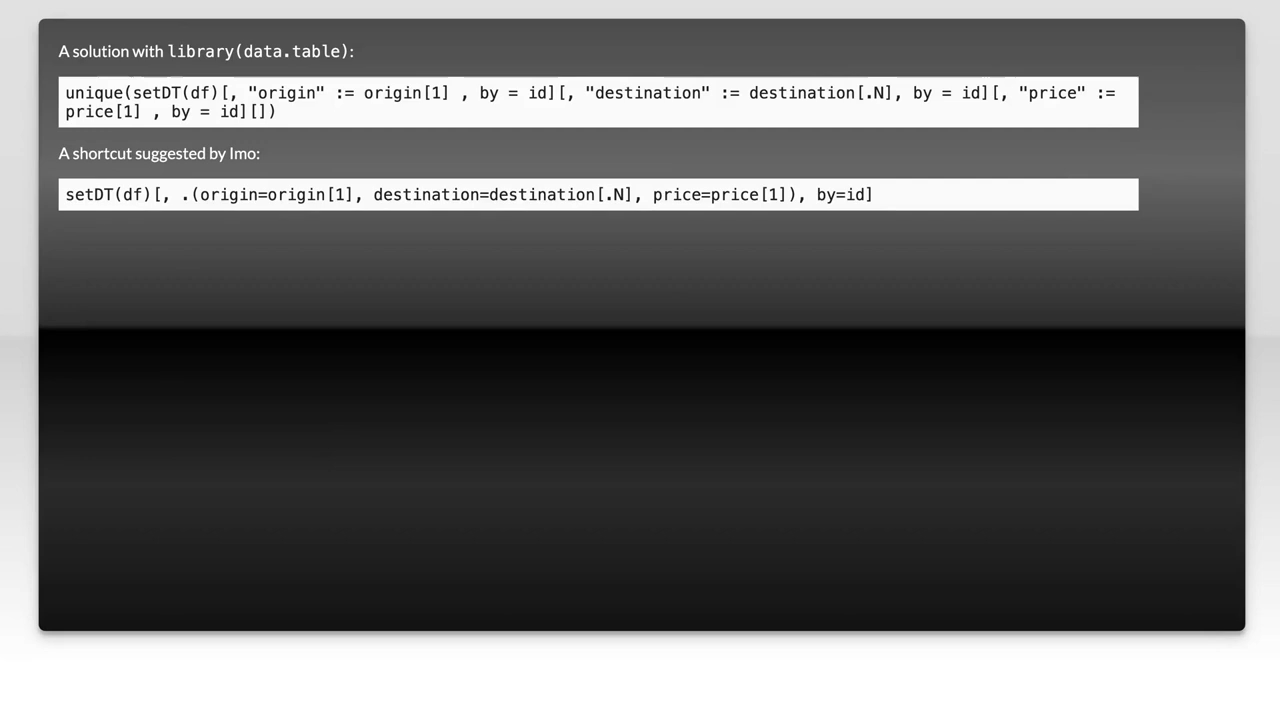 A solution with library(data.table):
unique(setDT(df)[, "origin" := origin[1] , by = id][, "destination" := destination[.N], by = id][, "price" :=
price[1] , by = id][])
A shortcut suggested by Imo:
setDT(df)[, .(origin=origin[1], destination=destination[.N], price=price[1]), by=id]